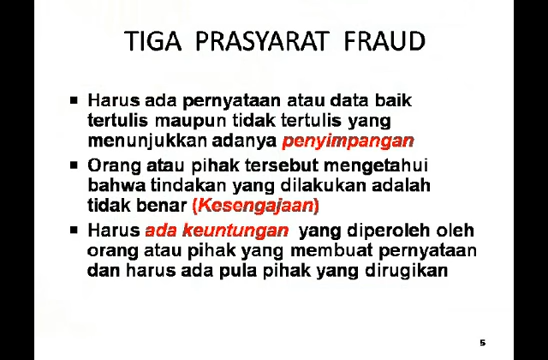 TIGA PRASYARAT FRAUD
▪ Harus ada pernyataan atau data baik
tertulis maupun tidak tertulis yang
menunjukkan adanya penyimpangan
▪ Orang atau pihak tersebut mengetahui
bahwa tindakan yang dilakukan adalah
tidak benar (Kesengajaan)
▪ Harus ada keuntungan yang diperoleh oleh
orang atau pihak yang membuat pernyataan
dan harus ada pula pihak yang dirugikan
5